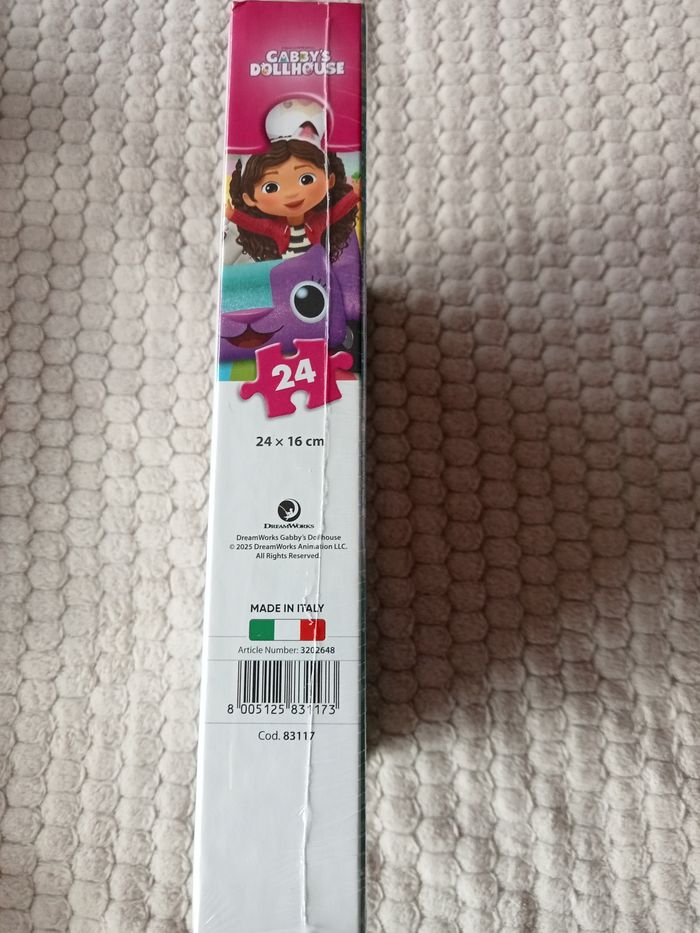 GABBY'S
DOLLHOUSE
24
24 × 16 cm
DREAMWORKS
DreamWorks Gabby's Dollhouse
© 2025 DreamWorks Animation LLC.
All Rights Reserved.
MADE IN ITALY
Article Number: 3202648
8 005125 831173
Cod. 83117